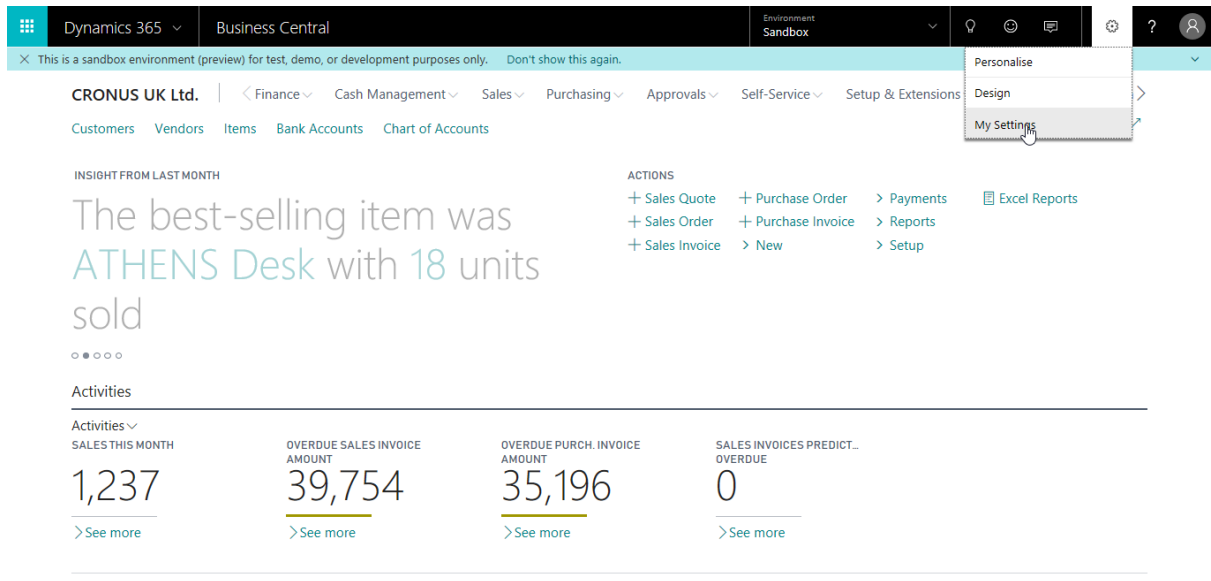 Dynamics 365
Business Central
Environment
Sandbox
?
Personalise
Design
My Settings
This is a sandbox environment (preview) for test, demo, or development purposes only. Don't show this again.
CRONUS UK Ltd.
Finance Cash Management Sales Purchasing Approvals Self-Service Setup & Extensions
Customers Vendors Items Bank Accounts Chart of Accounts
INSIGHT FROM LAST MONTH
The best-selling item was
ATHENS Desk with 18 units
sold
ACTIONS
+ Sales Quote + Purchase Order > Payments Excel Reports
+ Sales Order + Purchase Invoice > Reports
+ Sales Invoice > New > Setup
Activities
Activities
SALES THIS MONTH
1,237
>See more
OVERDUE SALES INVOICE
AMOUNT
39,754
>See more
OVERDUE PURCH. INVOICE
AMOUNT
35,196
>See more
SALES INVOICES PREDICT...
OVERDUE
0
>See more